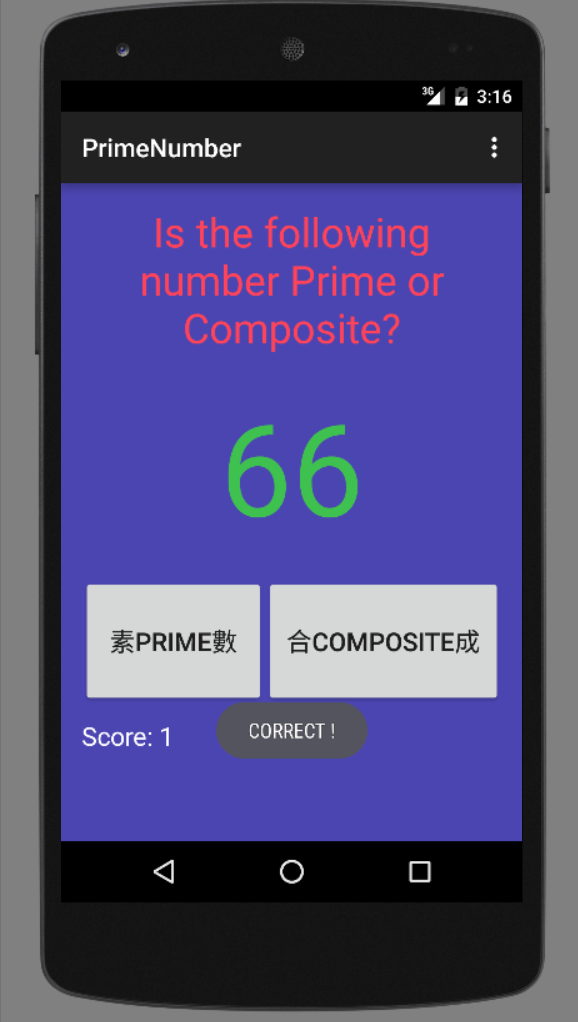 3G 3:16
PrimeNumber
Is the following
number Prime or
Composite?
66
素PRIME數 合COMPOSITE成
Score: 1 CORRECT !